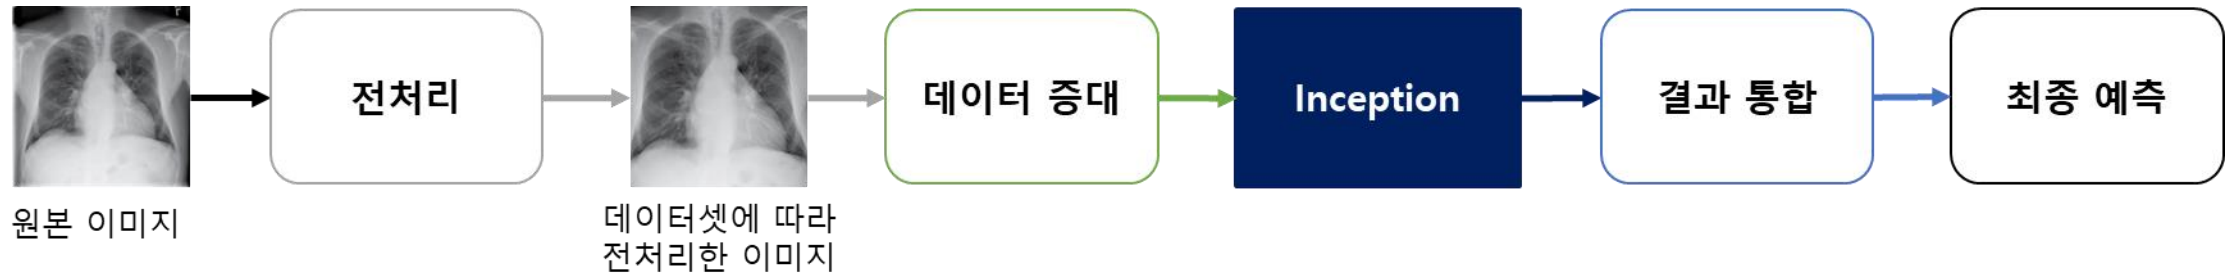 원본 이미지
전처리
데이터셋에 따라
전처리한 이미지
데이터 증대
Inception
결과 통합
최종 예측